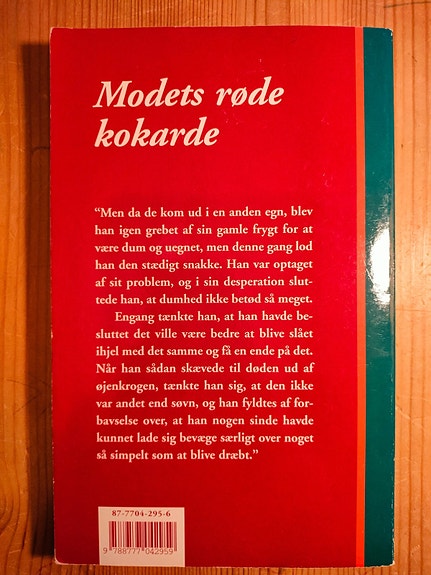 Modets røde
kokarde
“Men da de kom ud i en anden egn, blev
han igen grebet af sin gamle frygt for at
være dum og uegnet, men denne gang lod
han den stædigt snakke. Han var optaget
af sit problem, og i sin desperation slut-
tede han, at dumhed ikke betød så meget.
Engang tænkte han, at han havde be-
sluttet det ville være bedre at blive slået
ihjel med det samme og få en ende på det.
Når han sådan skævede til døden ud af
øjenkrogen, tænkte han sig, at den ikke
var andet end søvn, og han fyldtes af for-
bavselse over, at han nogen sinde havde
kunnet lade sig bevæge særligt over noget
så simpelt som at blive dræbt.”
87-7704-295-6
9 788777 042959